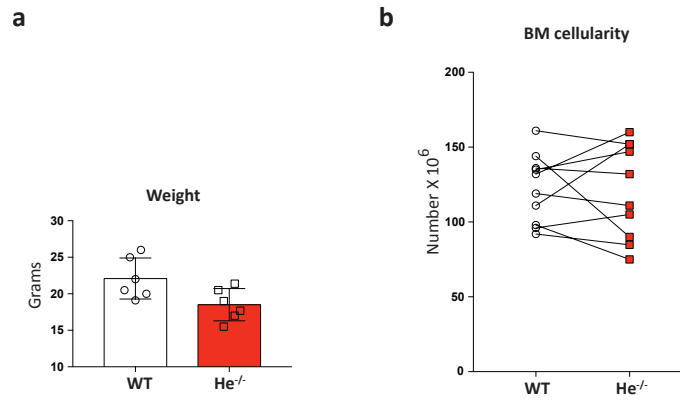 a
Weight
Grams
30
25
20
15
10
WT
He-/-
b
BM cellularity
Number X 10^6
200
150
100
50
0
WT
He-/-